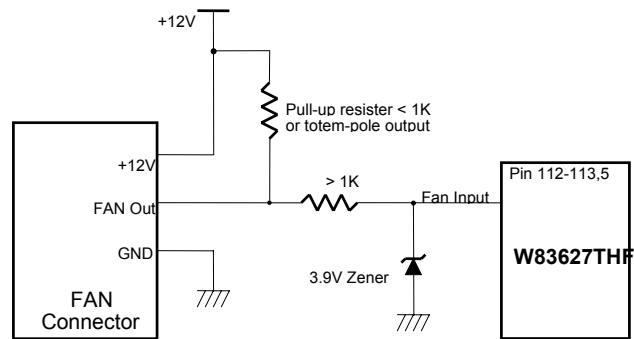 +12V
Pull-up resister < 1K
or totem-pole output
+12V
FAN Out
GND
FAN
Connector
> 1K
Fan Input
3.9V Zener
Pin 112-113,5
W83627THF